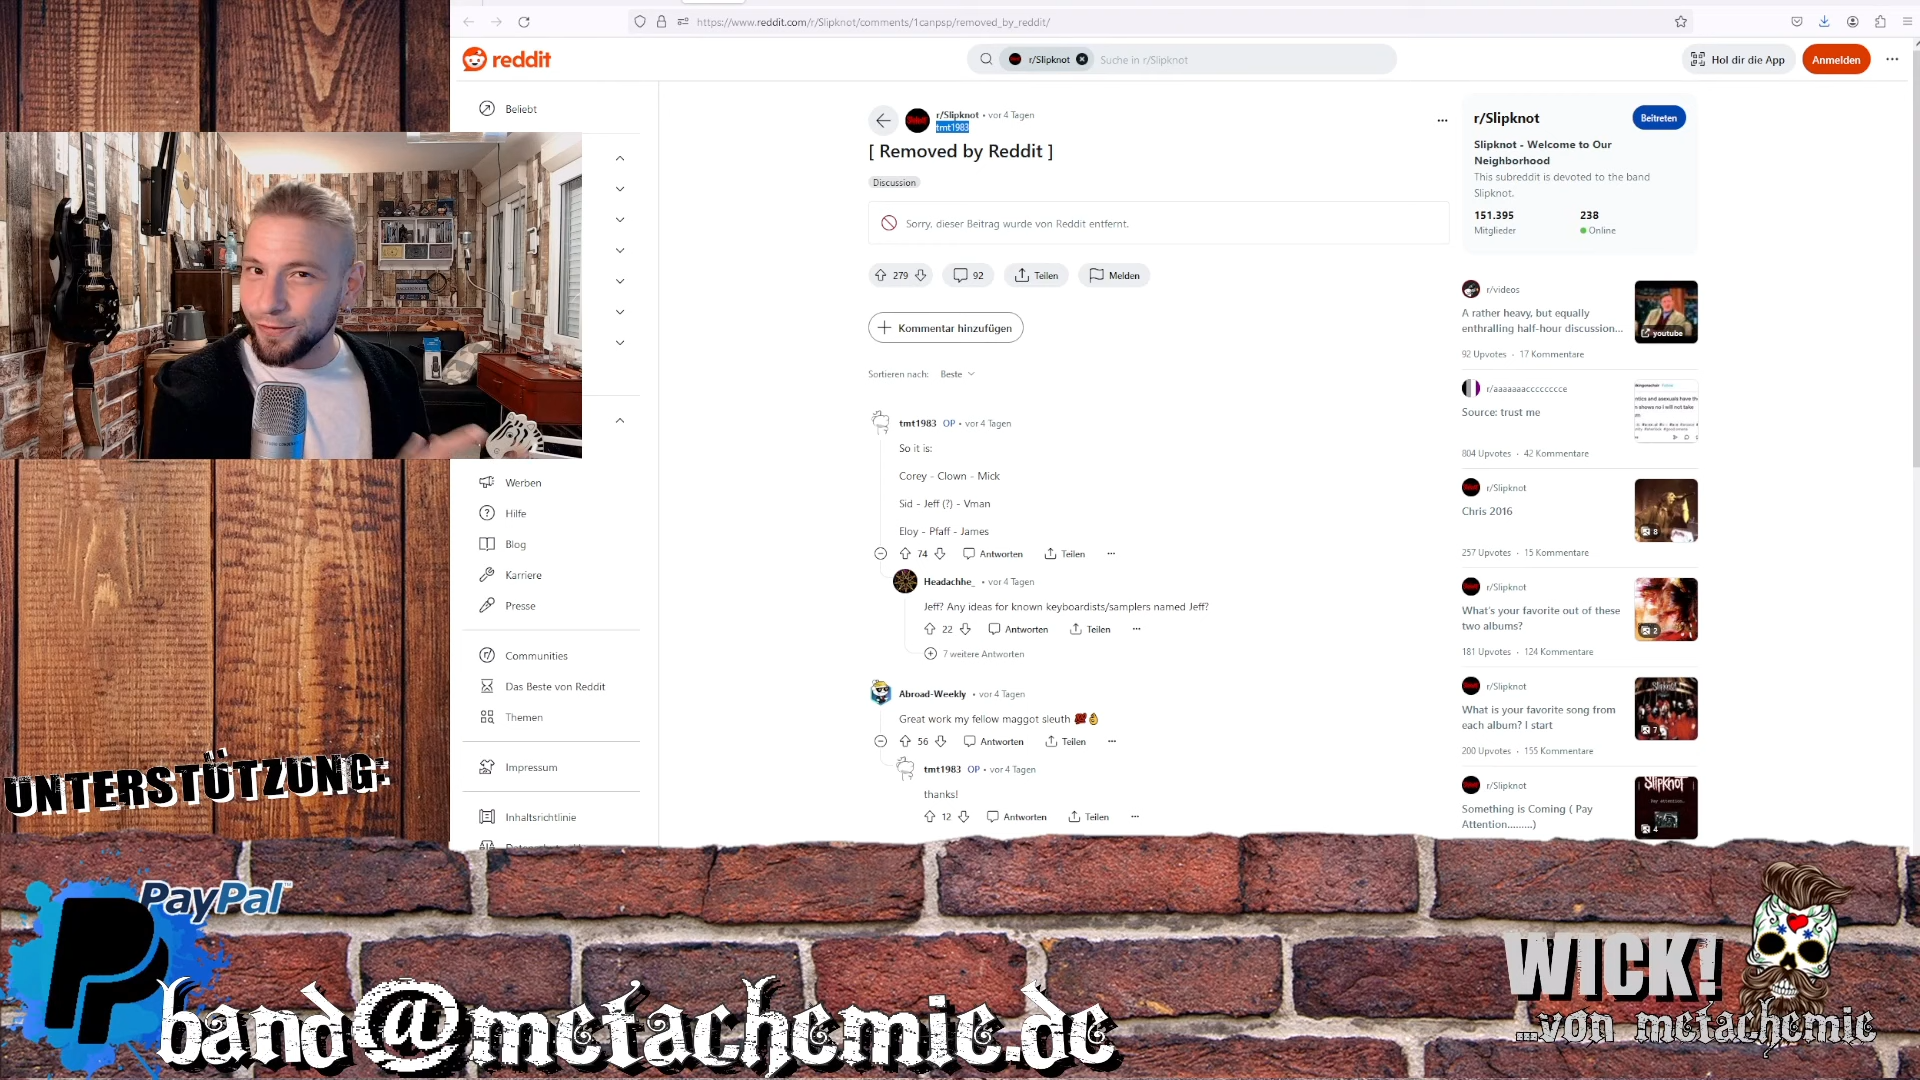 https://www.reddit.com/r/Slipknot/comments/1canpsp/removed_by_reddit/
reddit
r/Slipknot
Suche in r/Slipknot
Hol dir die App
Anmelden
Beliebt
Werben
Hilfe
Blog
Karriere
Presse
Communities
Das Beste von Reddit
Themen
Impressum
Inhaltsrichtlinie
r/Slipknot • vor 4 Tagen
tmt1983
[ Removed by Reddit ]
Discussion
Sorry, dieser Beitrag wurde von Reddit entfernt.
279
92
Teilen
Melden
Kommentar hinzufügen
Sortieren nach: Beste
tmt1983 OP • vor 4 Tagen
So it is:
Corey - Clown - Mick
Sid - Jeff (?) - Vman
Eloy - Pfaff - James
74 Antworten Teilen
Headachhe_ • vor 4 Tagen
Jeff? Any ideas for known keyboardists/samplers named Jeff?
22 Antworten Teilen
7 weitere Antworten
Abroad-Weekly • vor 4 Tagen
Great work my fellow maggot sleuth
56 Antworten Teilen
tmt1983 OP • vor 4 Tagen
thanks!
12 Antworten Teilen
r/Slipknot
Beitreten
Slipknot - Welcome to Our
Neighborhood
This subreddit is devoted to the band
Slipknot.
151.395
238
Mitglieder
Online
r/videos
A rather heavy, but equally
enthralling half-hour discussion...
youtube
92 Upvotes · 17 Kommentare
r/aaaaaaacccccccce
Source: trust me
804 Upvotes · 42 Kommentare
r/Slipknot
Chris 2016
8
257 Upvotes · 15 Kommentare
r/Slipknot
What's your favorite out of these
two albums?
2
181 Upvotes · 124 Kommentare
r/Slipknot
What is your favorite song from
each album? I start
7
200 Upvotes · 155 Kommentare
r/Slipknot
Something is Coming ( Pay
Attention.........)
4
UNTERSTÜTZUNG:
PayPal
band@metachemie.de
WICK!
...von metachemie